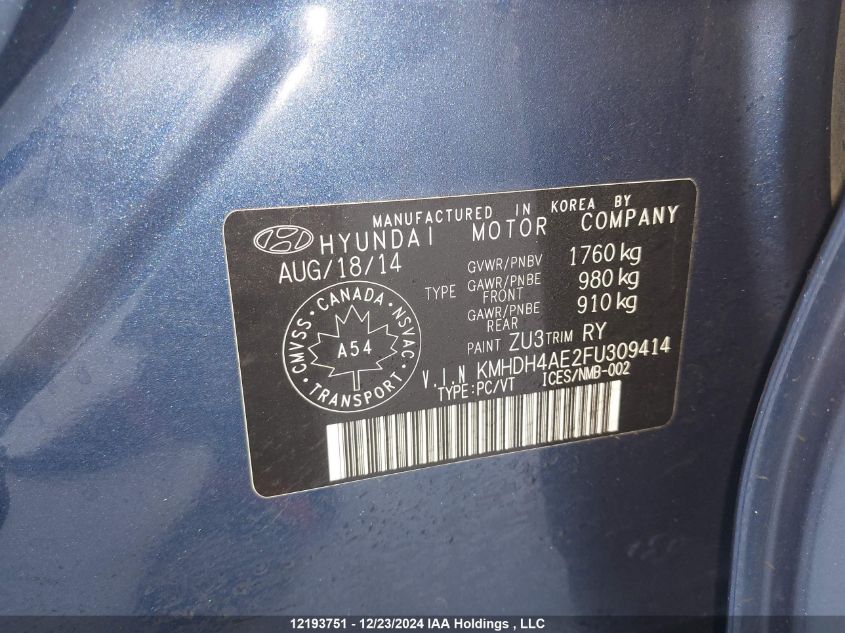 MANUFACTURED IN KOREA BY
HYUNDAI MOTOR COMPANY
AUG/18/14
GVWR/PNBV 1760 kg
TYPE GAWR/PNBE FRONT 980 kg
GAWR/PNBE REAR 910 kg
PAINT ZU3 TRIM RY
CMVSS · CANADA · NSVAC · TRANSPORT ·
A54
V.I.N KMHDH4AE2FU309414
TYPE:PC/VT ICES/NMB-002
12193751 - 12/23/2024 IAA Holdings , LLC